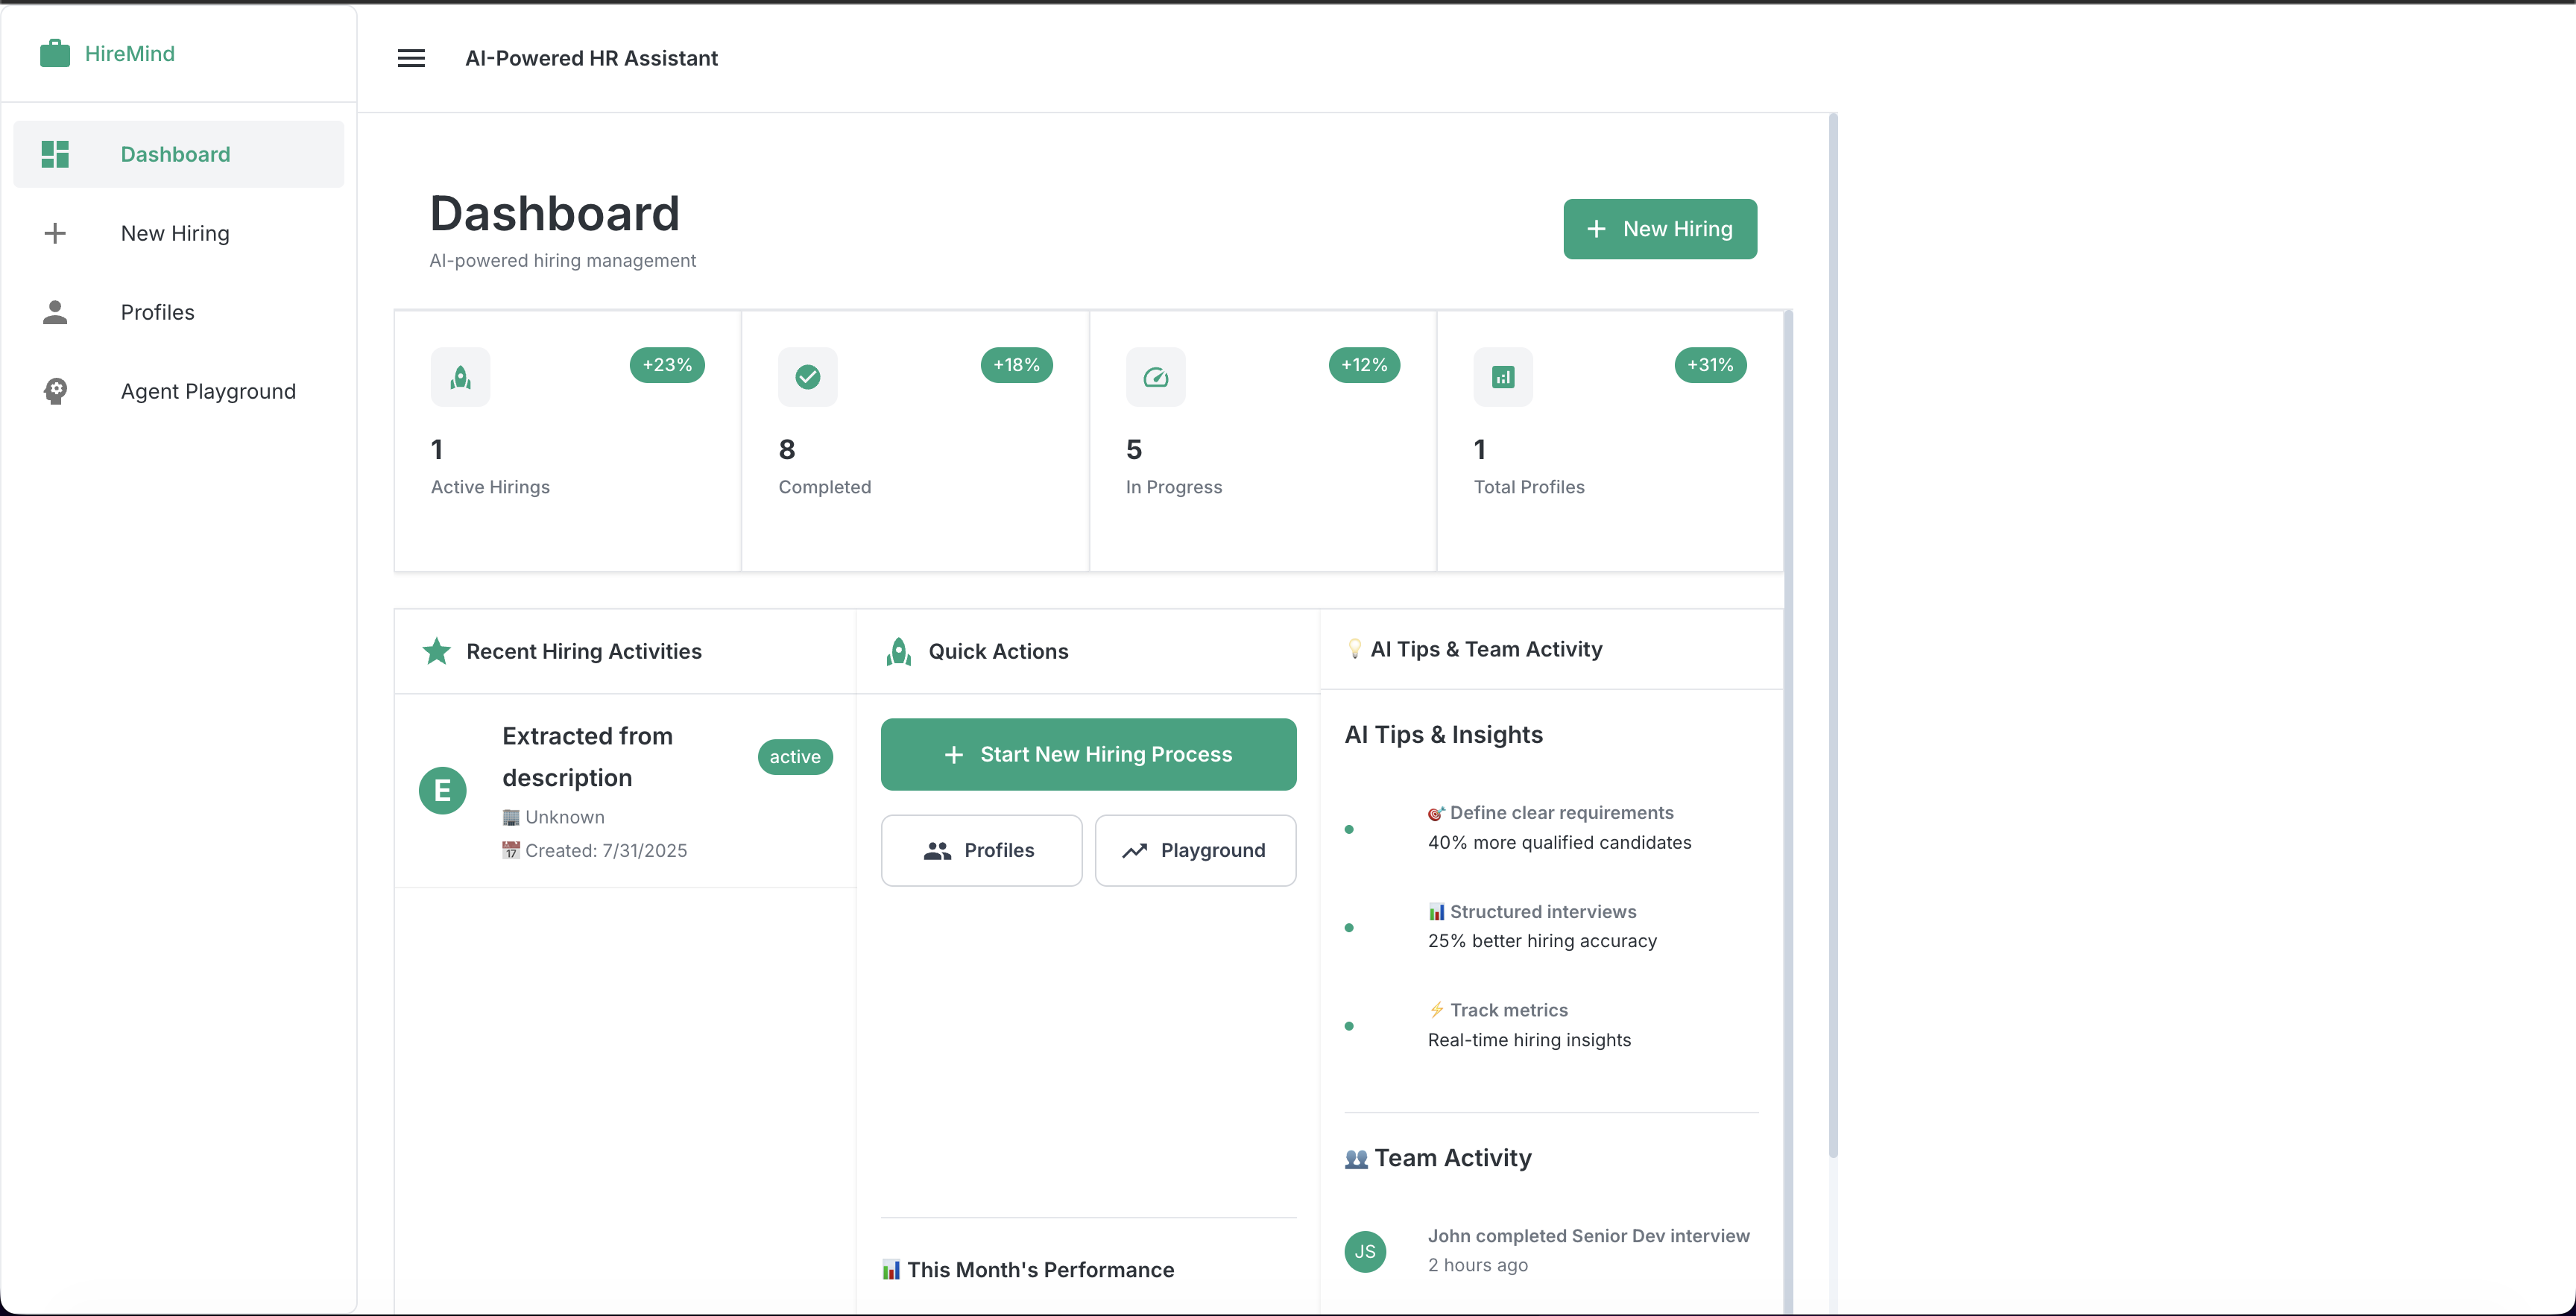 HireMind
Dashboard
New Hiring
Profiles
Agent Playground
AI-Powered HR Assistant
Dashboard
AI-powered hiring management
New Hiring
+23%
1
Active Hirings
+18%
8
Completed
+12%
5
In Progress
+31%
1
Total Profiles
Recent Hiring Activities
E
Extracted from
description
active
Unknown
📅 Created: 7/31/2025
Quick Actions
Start New Hiring Process
Profiles
Playground
📊 This Month's Performance
💡 AI Tips & Team Activity
AI Tips & Insights
🎯 Define clear requirements
40% more qualified candidates
📊 Structured interviews
25% better hiring accuracy
⚡ Track metrics
Real-time hiring insights
👥 Team Activity
JS
John completed Senior Dev interview
2 hours ago